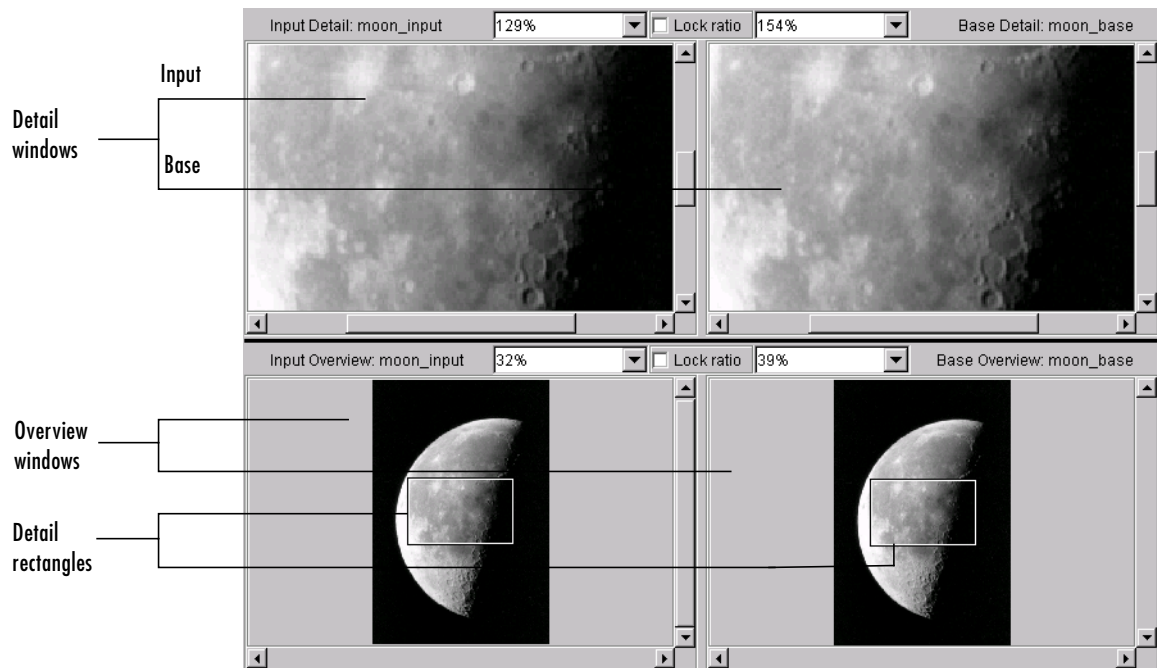 Input Detail: moon_input 129% Lock ratio 154% Base Detail: moon_base
Input
Detail
windows
Base
Input Overview: moon_input 32% Lock ratio 39% Base Overview: moon_base
Overview
windows
Detail
rectangles